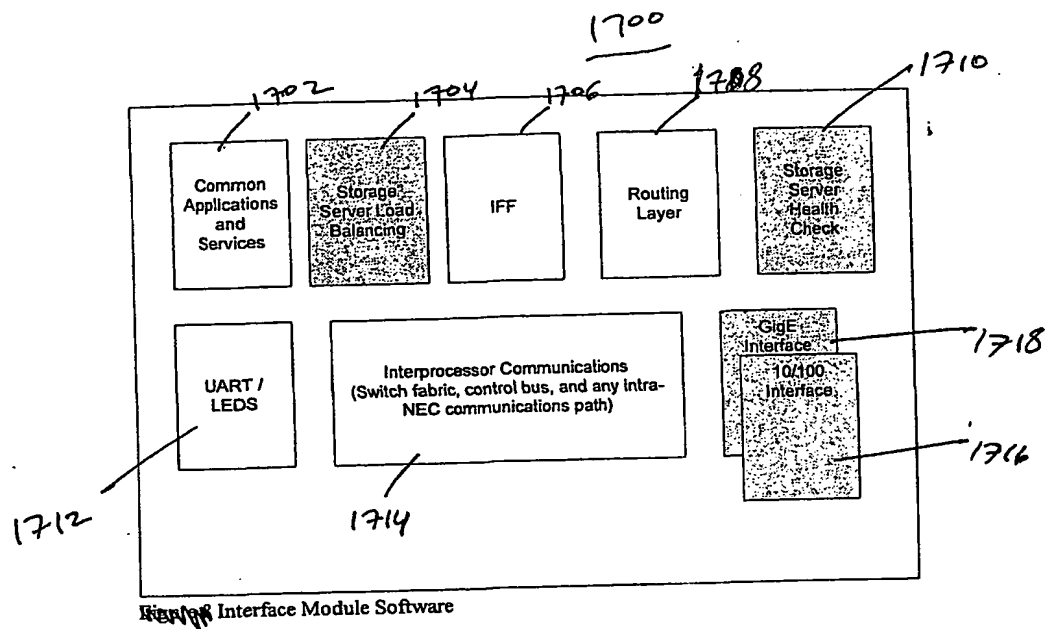 1700
1702
1704
1706
1708
1710
Common
Applications
and
Services
Storage
Server Load
Balancing
IFF
Routing
Layer
Storage
Server
Health
Check
UART /
LEDS
Interprocessor Communications
(Switch fabric, control bus, and any intra-
NEC communications path)
GigE
Interface
10/100
Interface
1718
1716
1712
1714
Interface Module Software